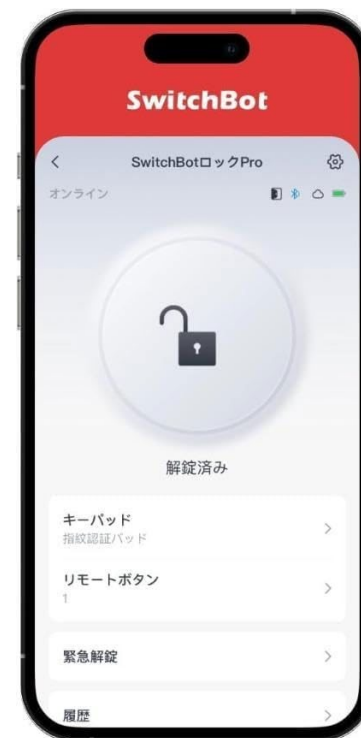 SwitchBot
SwitchBotロックPro
オンライン
解錠済み
キーパッド
指紋認証パッド
リモートボタン
1
緊急解錠
履歴